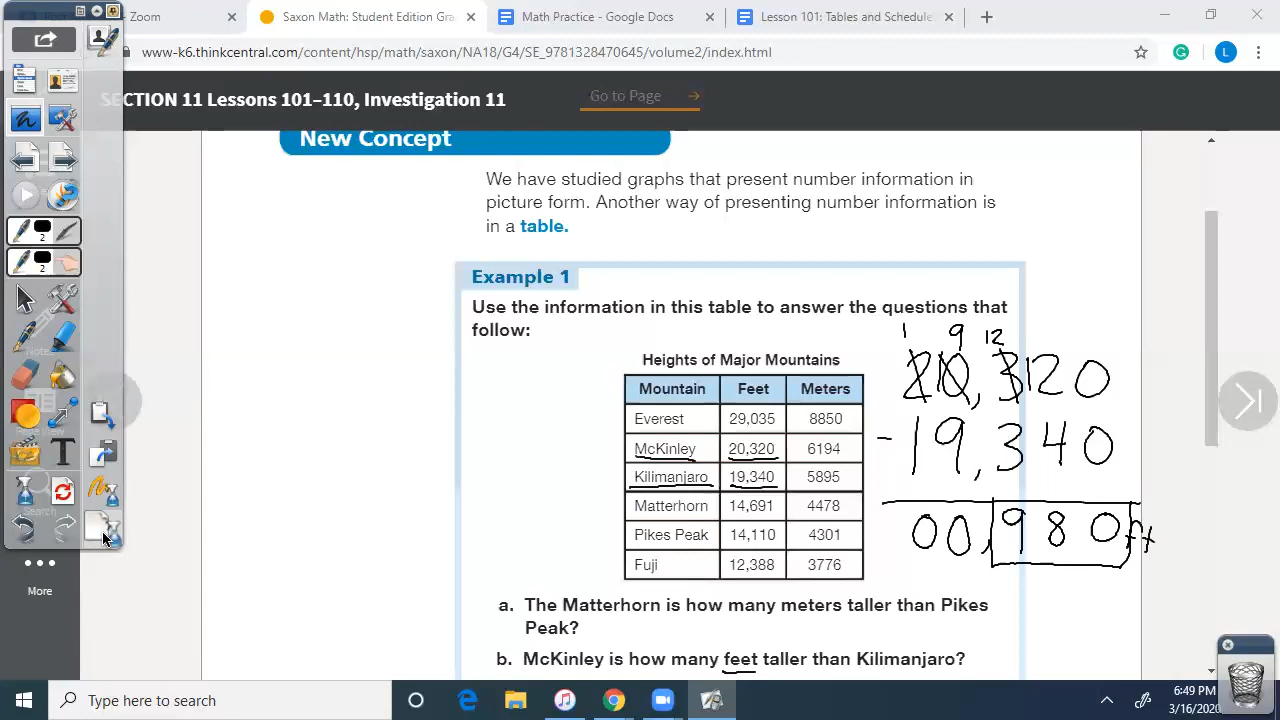 Zoom
Saxon Math: Student Edition Gr
Practice - Google Docs
101: Tables and Schedule
www-k6.thinkcentral.com/content/hsp/math/saxon/NA18/G4/SE_9781328470645/volume2/index.html
L
SECTION 11 Lessons 101–110, Investigation 11
Go to Page →
New Concept
We have studied graphs that present number information in
picture form. Another way of presenting number information is
in a table.
Example 1
Use the information in this table to answer the questions that
follow:
Heights of Major Mountains
Mountain Feet Meters
Everest 29,035 8850
McKinley 20,320 6194
Kilimanjaro 19,340 5895
Matterhorn 14,691 4478
Pikes Peak 14,110 4301
Fuji 12,388 3776
1 9 12
210,3120
- 19,340
00,980 ft
a. The Matterhorn is how many meters taller than Pikes
Peak?
b. McKinley is how many feet taller than Kilimanjaro?
2
2
Notes
T
Search
More
Type here to search
6:49 PM
3/16/2020